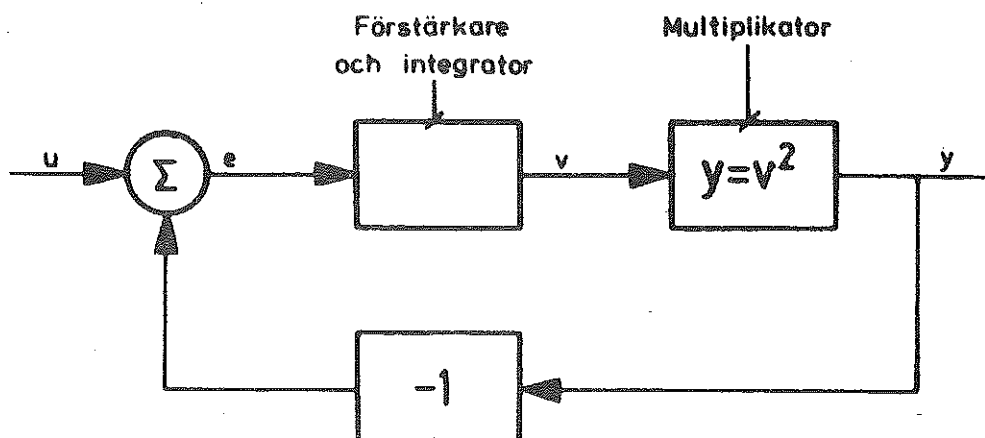 Förstärkare
och integrator
Multiplikator
u
Σ
e
v
y=v²
y
-1